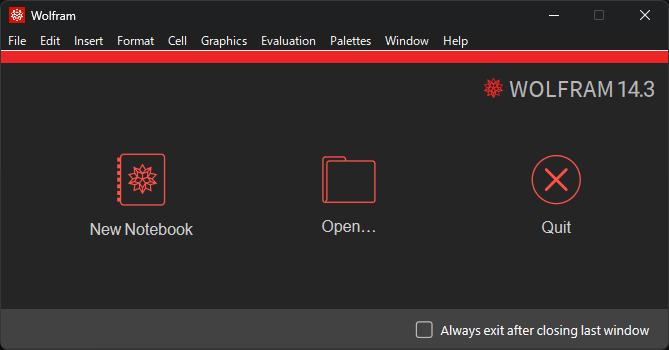 Wolfram
File Edit Insert Format Cell Graphics Evaluation Palettes Window Help
WOLFRAM 14.3
New Notebook
Open...
Quit
Always exit after closing last window